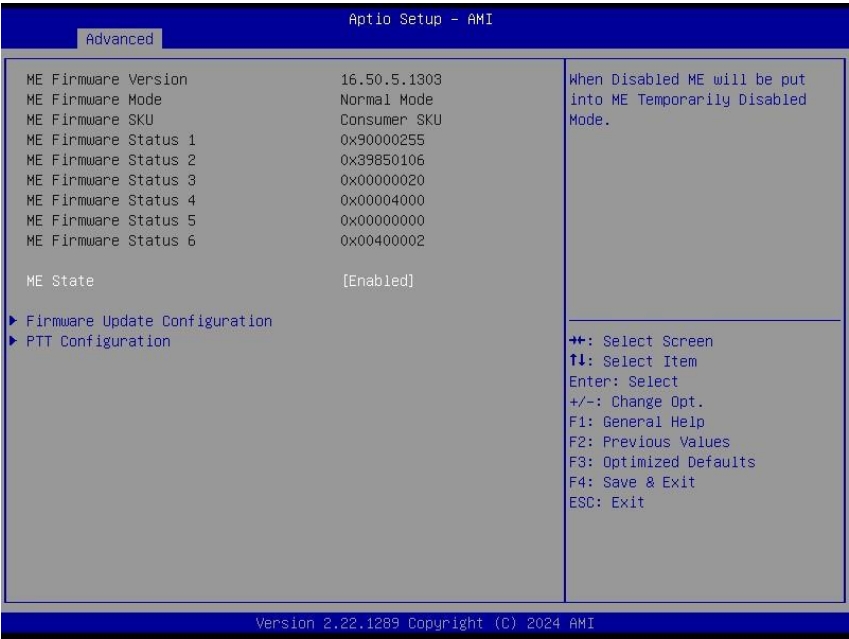 Aptio Setup - AMI
Advanced
ME Firmware Version 16.50.5.1303
ME Firmware Mode Normal Mode
ME Firmware SKU Consumer SKU
ME Firmware Status 1 0x90000255
ME Firmware Status 2 0x39850106
ME Firmware Status 3 0x00000020
ME Firmware Status 4 0x00004000
ME Firmware Status 5 0x00000000
ME Firmware Status 6 0x00400002
ME State [Enabled]
Firmware Update Configuration
PTT Configuration
When Disabled ME will be put
into ME Temporarily Disabled
Mode.
→←: Select Screen
↑↓: Select Item
Enter: Select
+/-: Change Opt.
F1: General Help
F2: Previous Values
F3: Optimized Defaults
F4: Save & Exit
ESC: Exit
Version 2.22.1289 Copyright (C) 2024 AMI